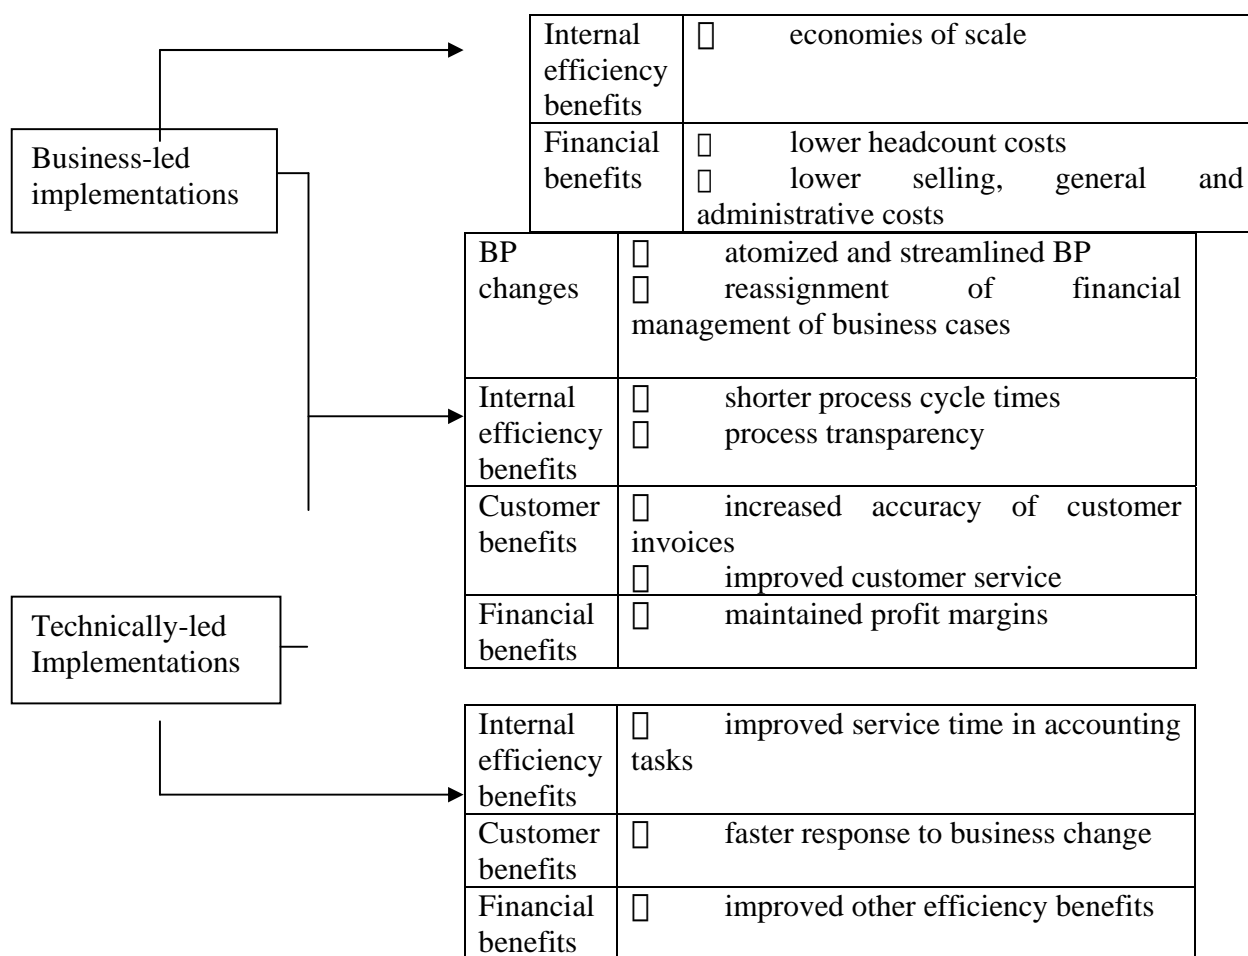 Internal
efficiency
benefits
▯ economies of scale
Financial
benefits
▯ lower headcount costs
▯ lower selling, general and
administrative costs
Business-led
implementations
BP
changes
▯ atomized and streamlined BP
▯ reassignment of financial
management of business cases
Internal
efficiency
benefits
▯ shorter process cycle times
▯ process transparency
Customer
benefits
▯ increased accuracy of customer
invoices
▯ improved customer service
Financial
benefits
▯ maintained profit margins
Technically-led
Implementations
Internal
efficiency
benefits
▯ improved service time in accounting
tasks
Customer
benefits
▯ faster response to business change
Financial
benefits
▯ improved other efficiency benefits